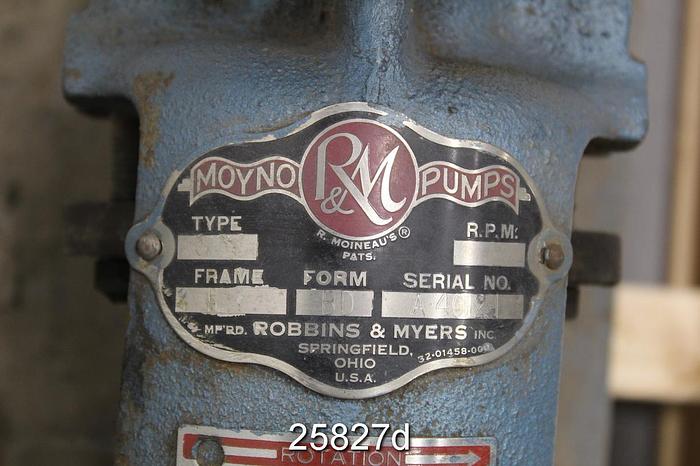 MOYNO R&M PUMPS
R. MOINEAU'S ®
PATS.
TYPE R.P.M.
FRAME FORM SERIAL NO.
MF'RD. ROBBINS & MYERS INC.
SPRINGFIELD,
OHIO
U.S.A.
25827d
ROTATION